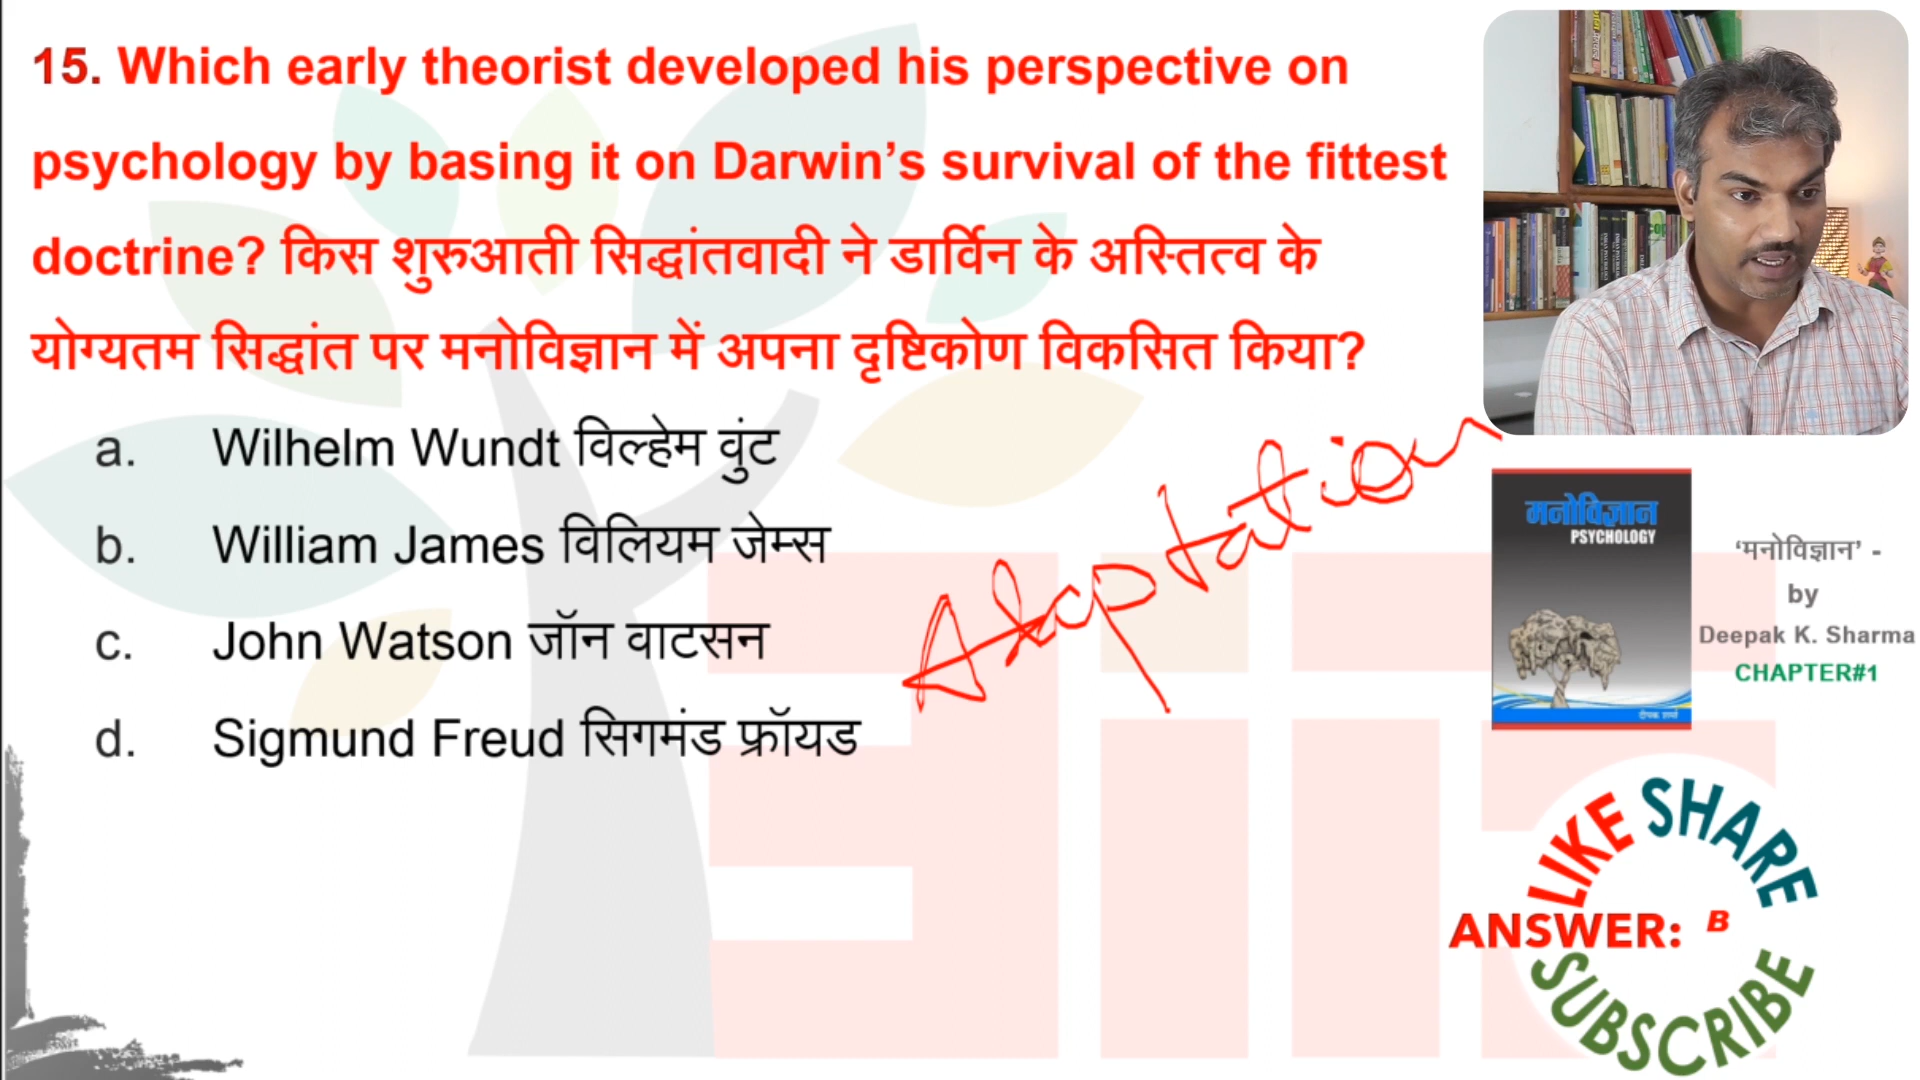 15. Which early theorist developed his perspective on
psychology by basing it on Darwin’s survival of the fittest
doctrine? किस शुरुआती सिद्धांतवादी ने डार्विन के अस्तित्व के
योग्यतम सिद्धांत पर मनोविज्ञान में अपना दृष्टिकोण विकसित किया?
a. Wilhelm Wundt विल्हेम वुंट
b. William James विलियम जेम्स
c. John Watson जॉन वाटसन
d. Sigmund Freud सिगमंड फ्रॉयड
Adaptation
मनोविज्ञान
PSYCHOLOGY
‘मनोविज्ञान’ -
by
Deepak K. Sharma
CHAPTER#1
LIKE SHARE
ANSWER: B
SUBSCRIBE